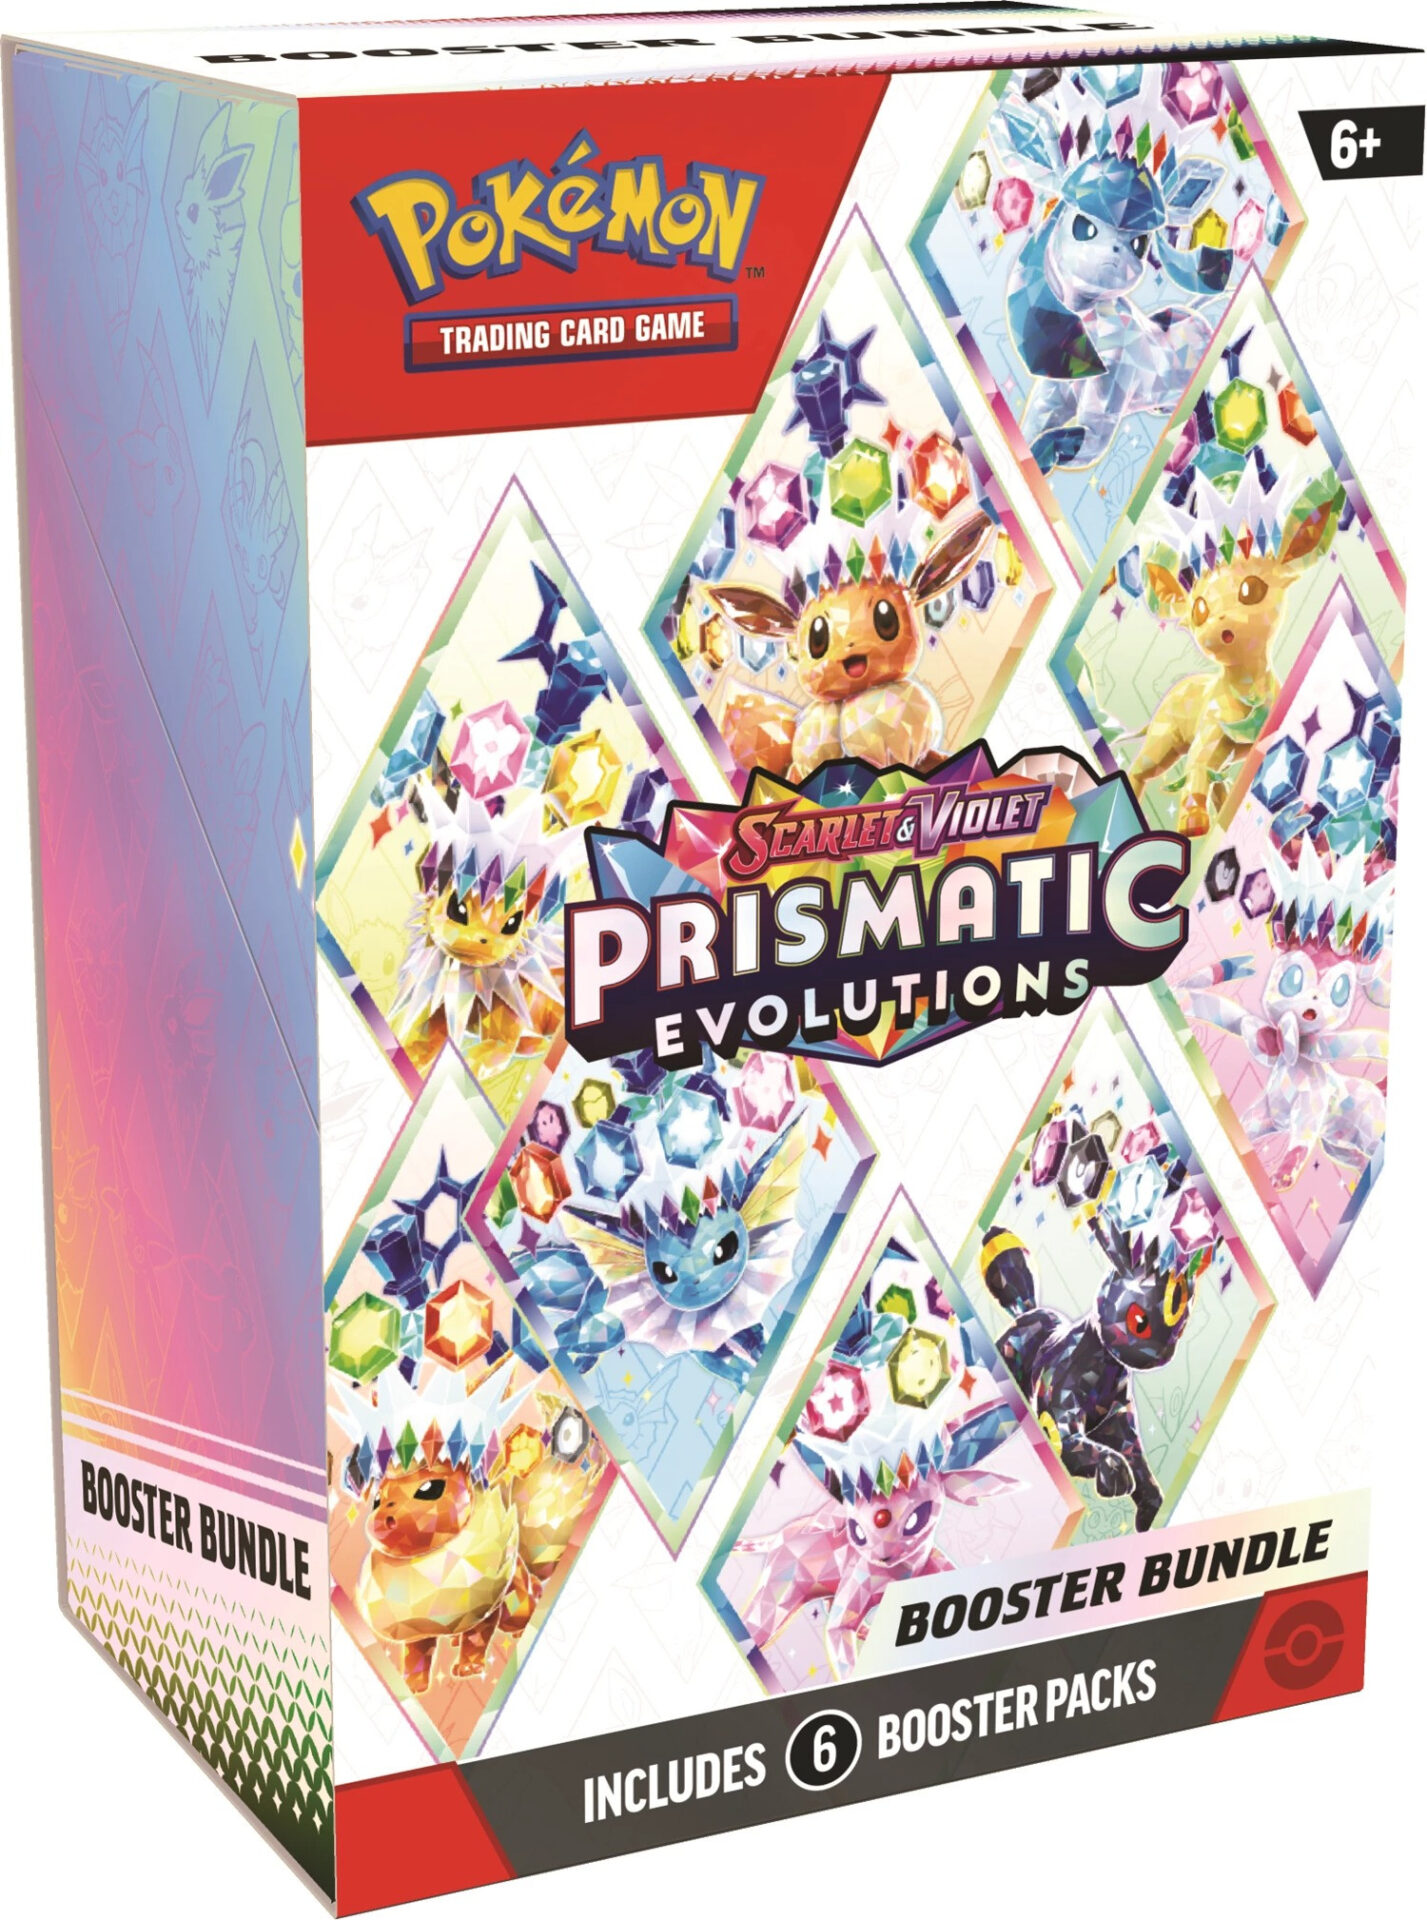 BOOSTER BUNDLE
POKéMON
TM
TRADING CARD GAME
6+
SCARLET & VIOLET
PRISMATIC
EVOLUTIONS
BOOSTER BUNDLE
BOOSTER BUNDLE
INCLUDES 6 BOOSTER PACKS